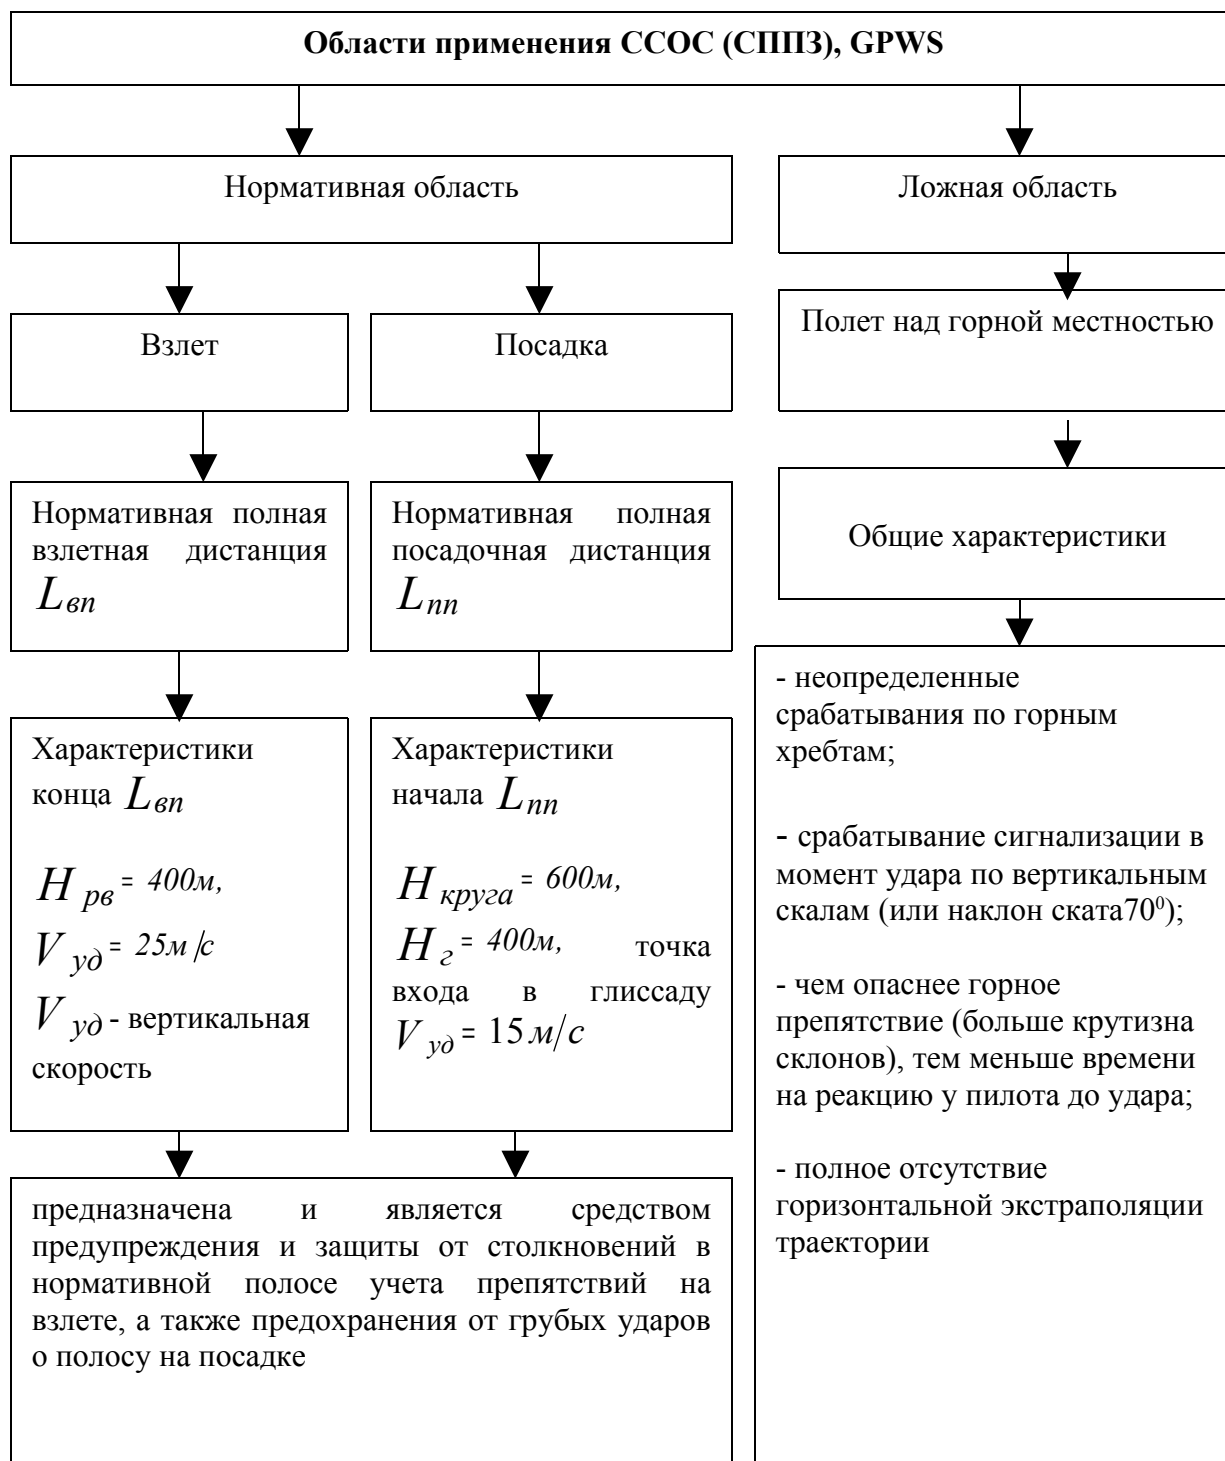 Области применения ССОС (СППЗ), GPWS
Нормативная область
Ложная область
Взлет
Посадка
Полет над горной местностью
Нормативная полная
взлетная дистанция
Lвп
Нормативная полная
посадочная дистанция
Lпп
Общие характеристики
Характеристики
конца Lвп
Hрв = 400м,
Vуд = 25м/с
Vуд - вертикальная
скорость
Характеристики
начала Lпп
Hкруга = 600м,
Hг = 400м, точка
входа в глиссаду
Vуд = 15 м/с
- неопределенные
срабатывания по горным
хребтам;
- срабатывание сигнализации в
момент удара по вертикальным
скалам (или наклон ската70⁰);
- чем опаснее горное
препятствие (больше крутизна
склонов), тем меньше времени
на реакцию у пилота до удара;
- полное отсутствие
горизонтальной экстраполяции
траектории
предназначена и является средством
предупреждения и защиты от столкновений в
нормативной полосе учета препятствий на
взлете, а также предохранения от грубых ударов
о полосу на посадке